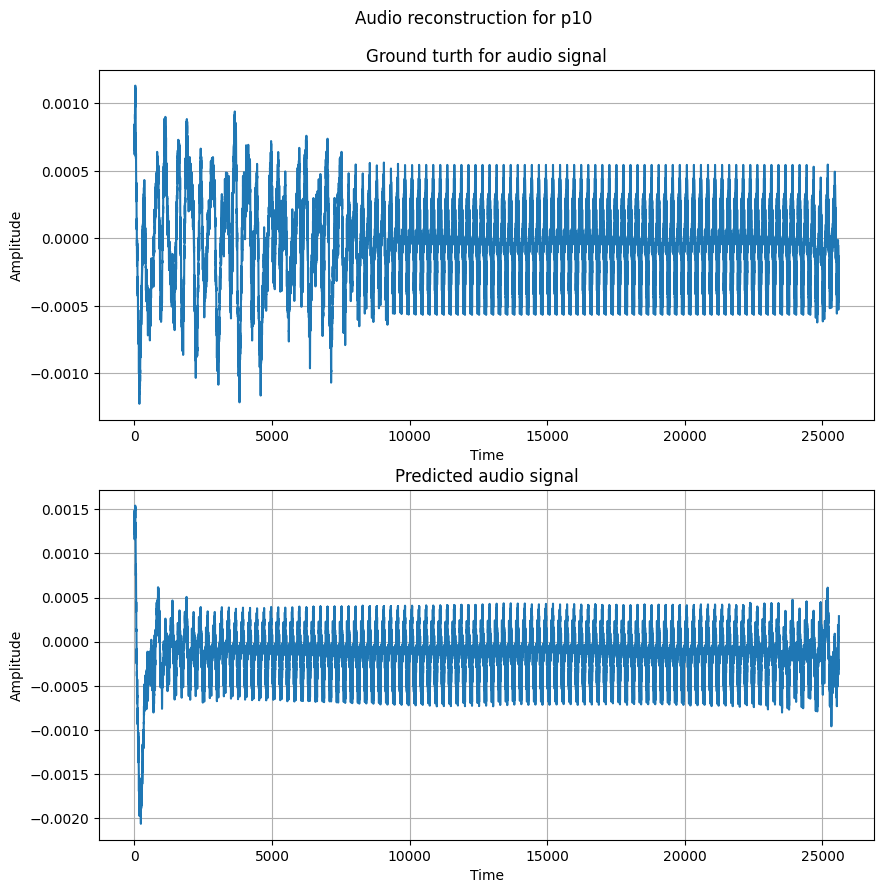 Audio reconstruction for p10
Ground turth for audio signal
0.0010
0.0005
0.0000
−0.0005
−0.0010
Amplitude
0 5000 10000 15000 20000 25000
Time
Predicted audio signal
0.0015
0.0010
0.0005
0.0000
−0.0005
−0.0010
−0.0015
−0.0020
Amplitude
0 5000 10000 15000 20000 25000
Time